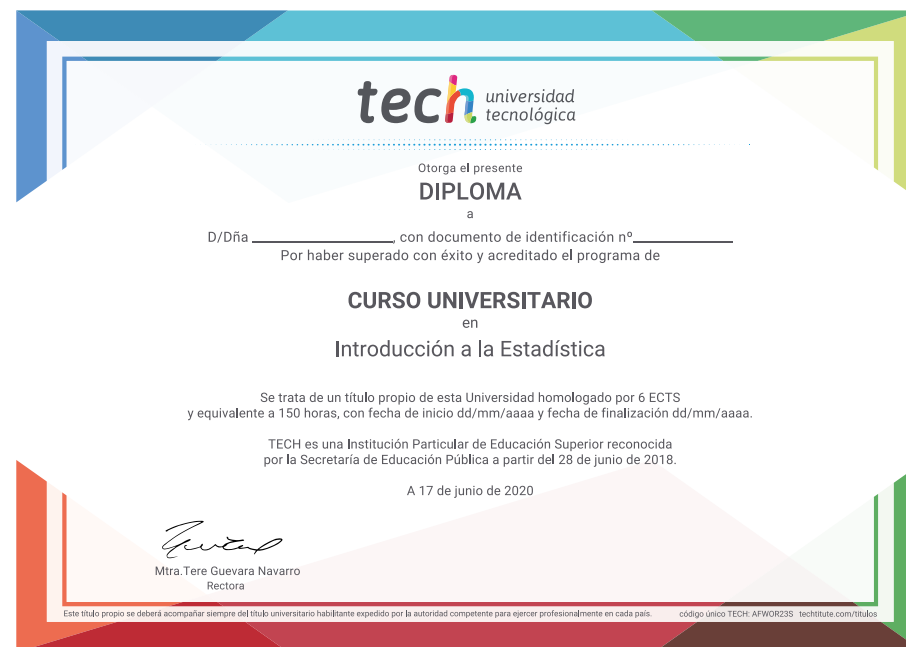 tech universidad
tecnológica
Otorga el presente
DIPLOMA
a
D/Dña ____________________, con documento de identificación nº______________
Por haber superado con éxito y acreditado el programa de
CURSO UNIVERSITARIO
en
Introducción a la Estadística
Se trata de un título propio de esta Universidad homologado por 6 ECTS
y equivalente a 150 horas, con fecha de inicio dd/mm/aaaa y fecha de finalización dd/mm/aaaa.
TECH es una Institución Particular de Educación Superior reconocida
por la Secretaría de Educación Pública a partir del 28 de junio de 2018.
A 17 de junio de 2020
Mtra.Tere Guevara Navarro
Rectora
Este título propio se deberá acompañar siempre del título universitario habilitante expedido por la autoridad competente para ejercer profesionalmente en cada país. código único TECH: AFWOR23S techtitute.com/titulos